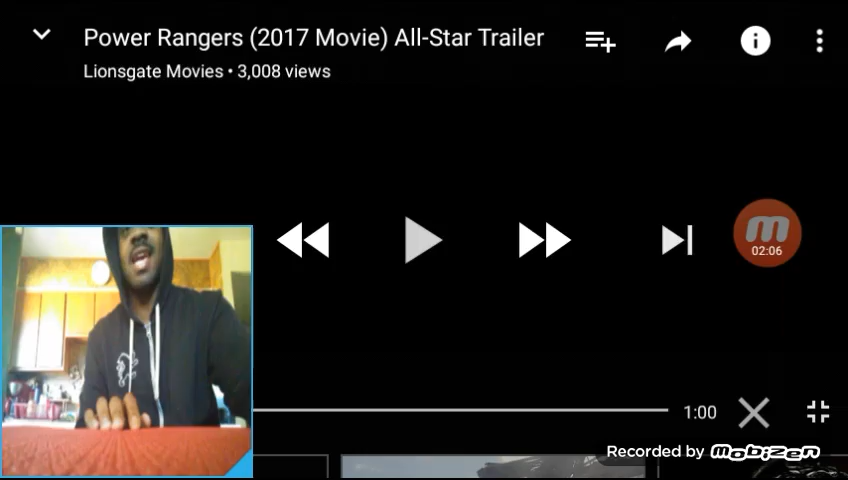 Power Rangers (2017 Movie) All-Star Trailer
Lionsgate Movies • 3,008 views
02:06
1:00
Recorded by Mobizen